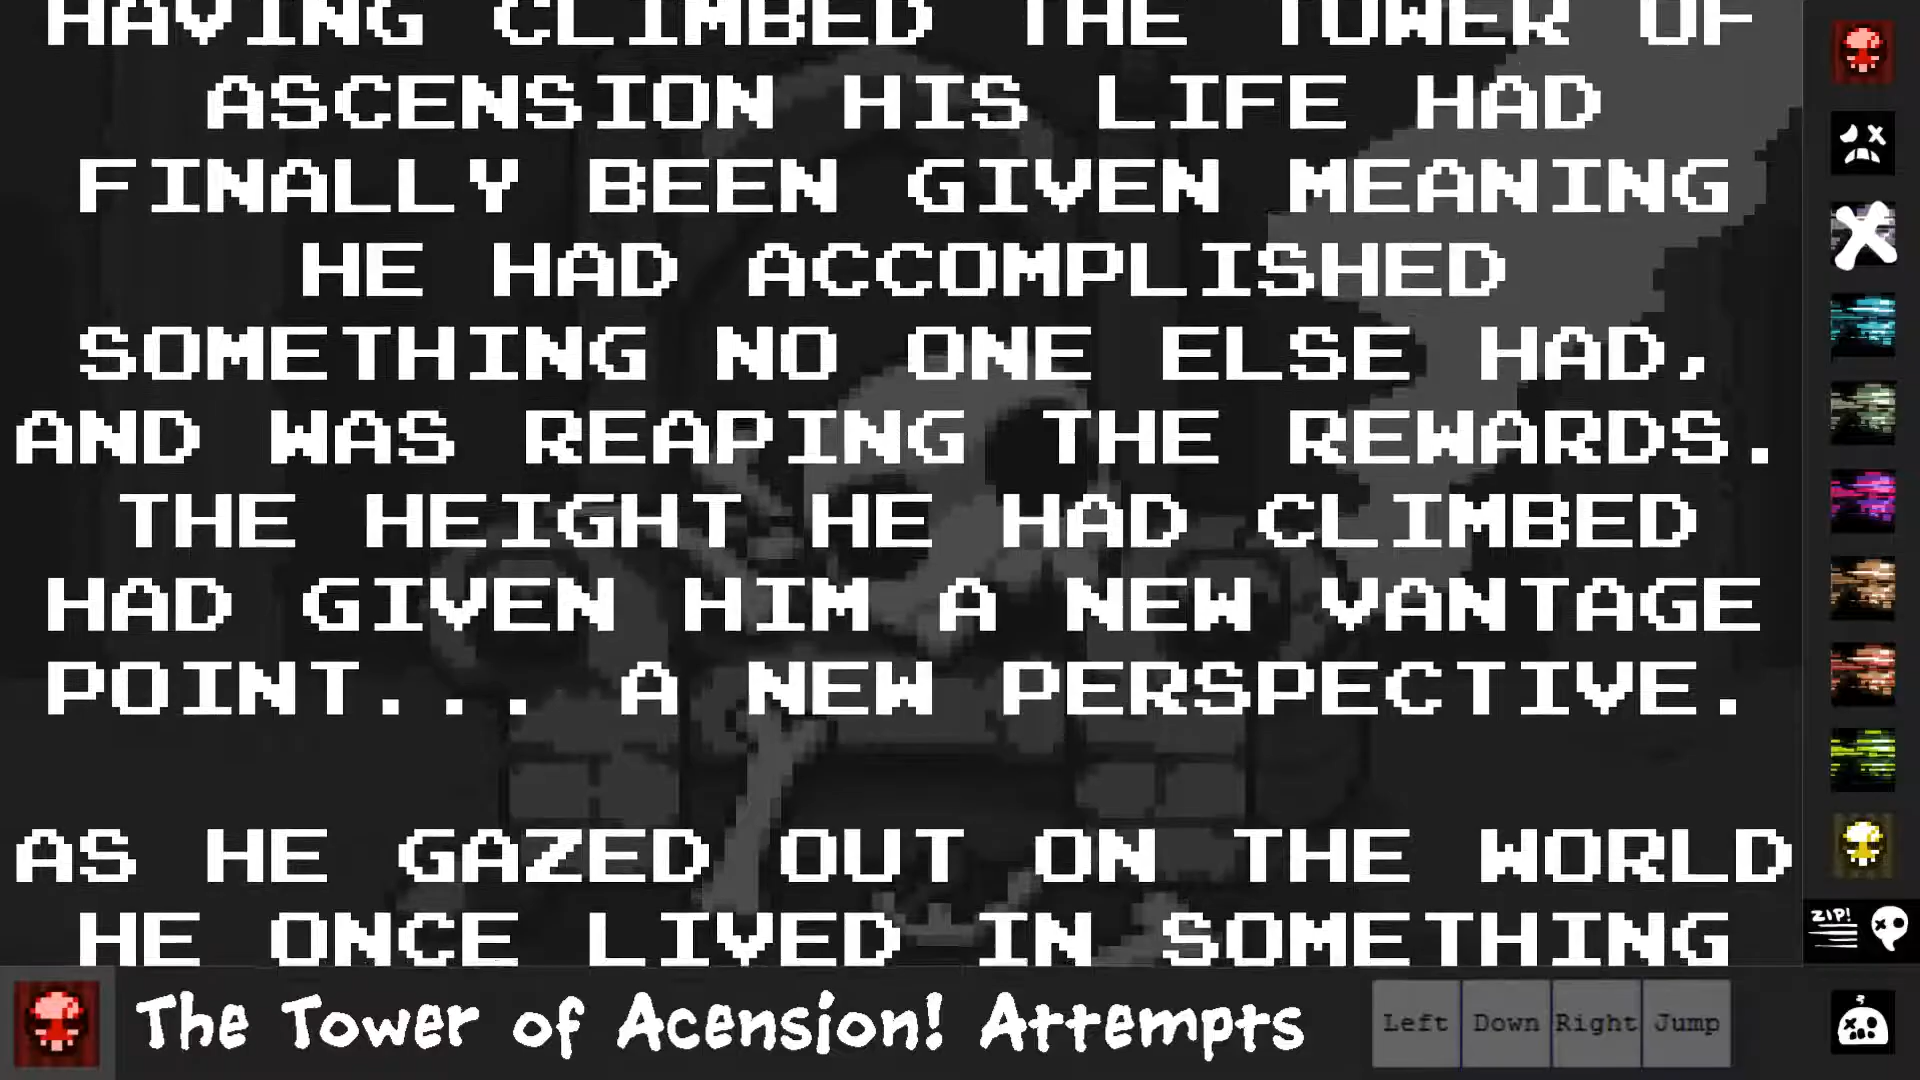 HAVING CLIMBED THE TOWER OF
ASCENSION HIS LIFE HAD
FINALLY BEEN GIVEN MEANING
HE HAD ACCOMPLISHED
SOMETHING NO ONE ELSE HAD,
AND WAS REAPING THE REWARDS.
THE HEIGHT HE HAD CLIMBED
HAD GIVEN HIM A NEW VANTAGE
POINT... A NEW PERSPECTIVE.
AS HE GAZED OUT ON THE WORLD
HE ONCE LIVED IN SOMETHING
ZIP!
The Tower of Acension! Attempts
Left Down Right Jump